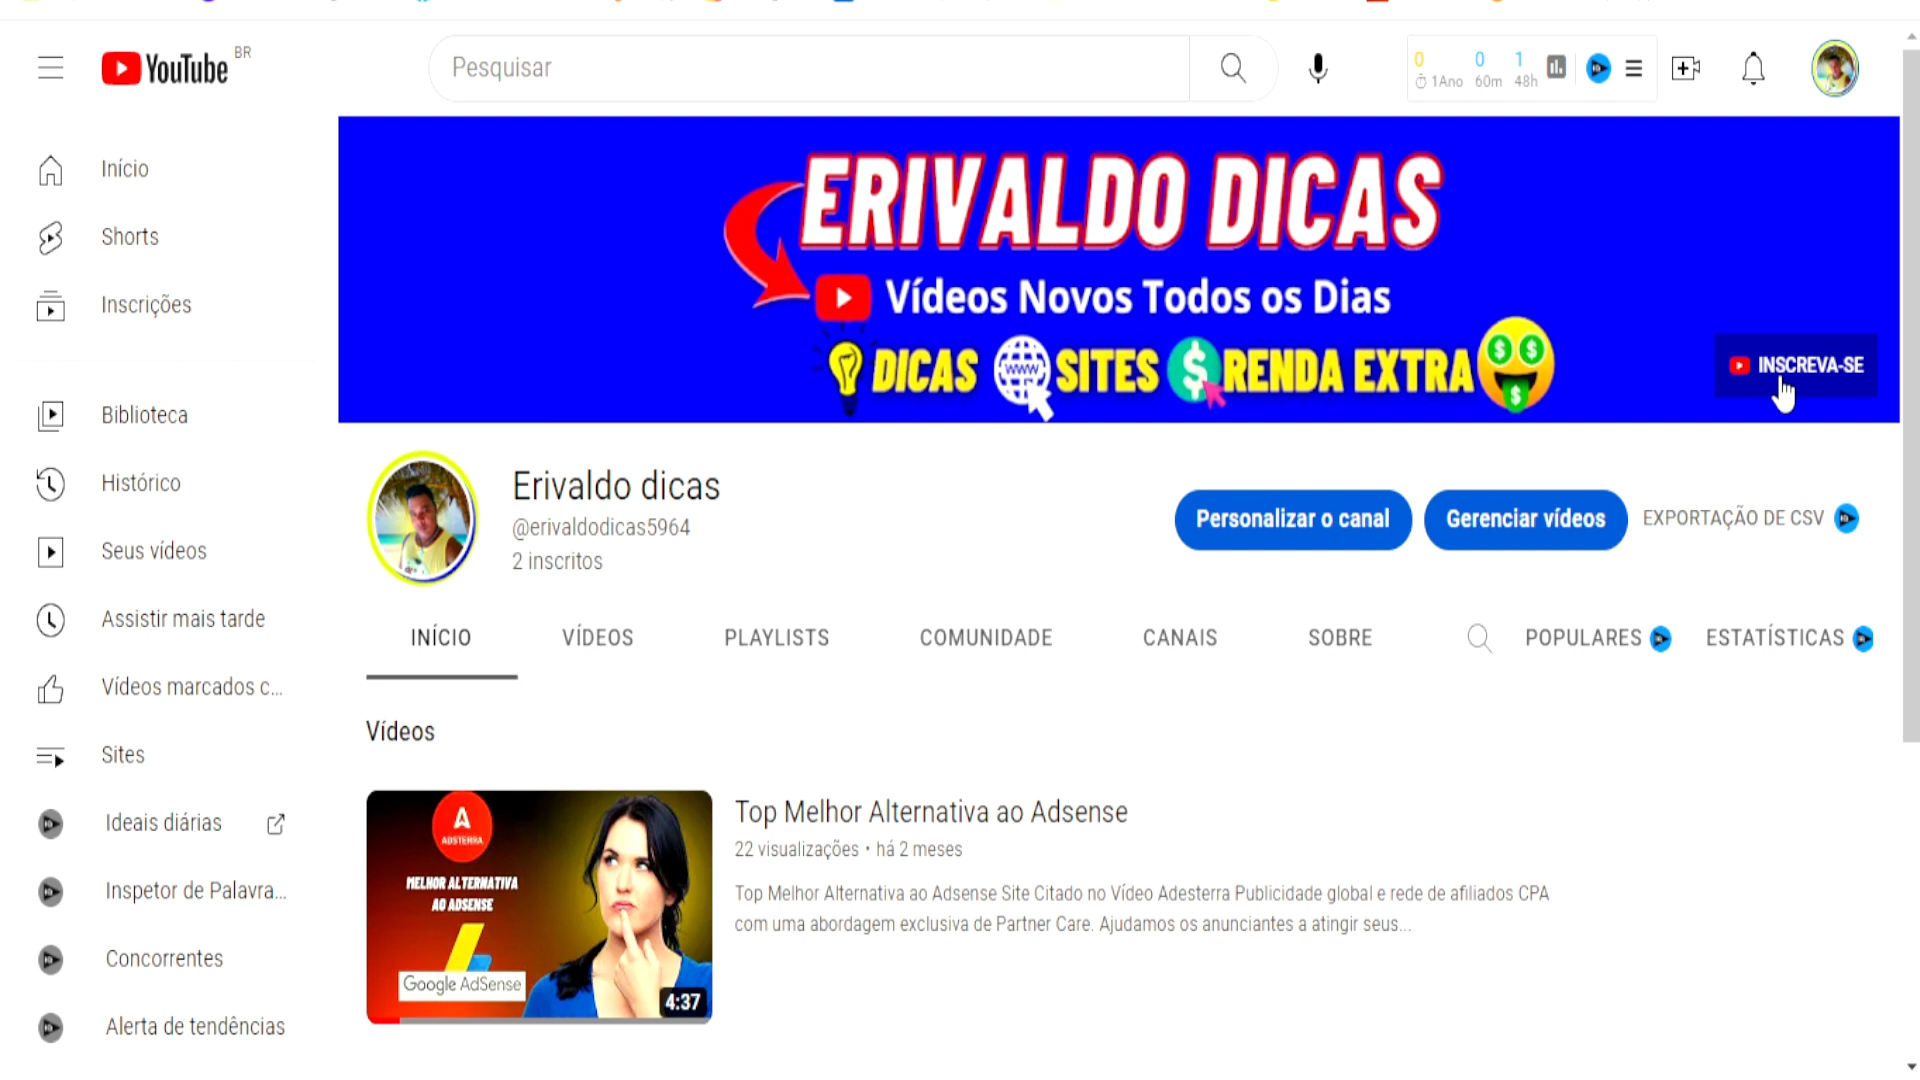 YouTube BR
Pesquisar
0 0 1
1Ano 60m 48h
Início
Shorts
Inscrições
Biblioteca
Histórico
Seus vídeos
Assistir mais tarde
Vídeos marcados c...
Sites
Ideais diárias
Inspetor de Palavra...
Concorrentes
Alerta de tendências
ERIVALDO DICAS
Vídeos Novos Todos os Dias
DICAS WWW SITES $ RENDA EXTRA
INSCREVA-SE
Erivaldo dicas
@erivaldodicas5964
2 inscritos
Personalizar o canal
Gerenciar vídeos
EXPORTAÇÃO DE CSV
INÍCIO VÍDEOS PLAYLISTS COMUNIDADE CANAIS SOBRE POPULARES ESTATÍSTICAS
Vídeos
ADSTERRA
MELHOR ALTERNATIVA
AO ADSENSE
Google AdSense
4:37
Top Melhor Alternativa ao Adsense
22 visualizações • há 2 meses
Top Melhor Alternativa ao Adsense Site Citado no Vídeo Adesterra Publicidade global e rede de afiliados CPA
com uma abordagem exclusiva de Partner Care. Ajudamos os anunciantes a atingir seus...